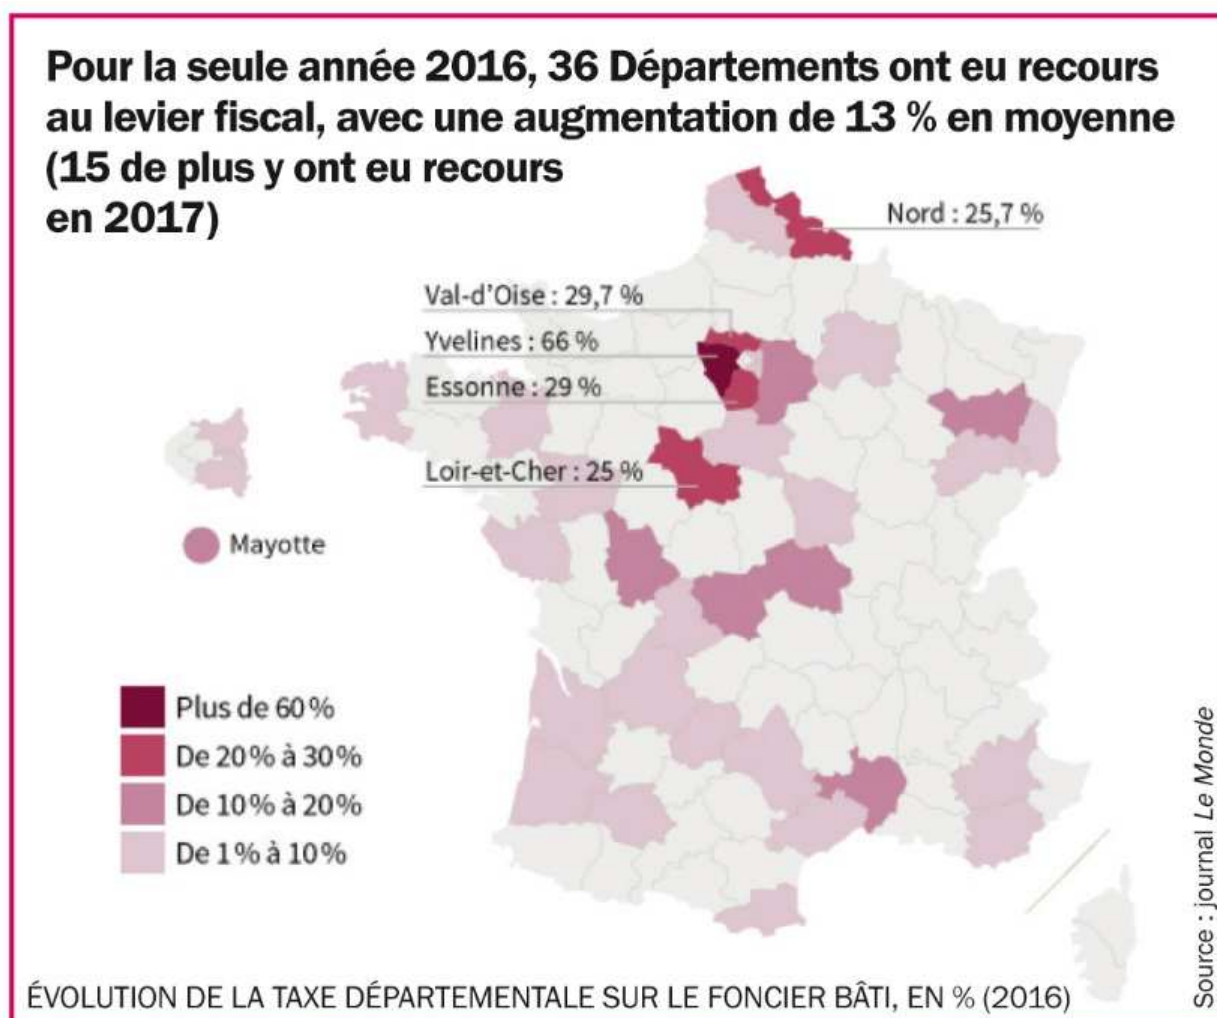 Pour la seule année 2016, 36 Départements ont eu recours
au levier fiscal, avec une augmentation de 13 % en moyenne
(15 de plus y ont eu recours
en 2017)
Nord : 25,7 %
Val-d'Oise : 29,7 %
Yvelines : 66 %
Essonne : 29 %
Loir-et-Cher : 25 %
Mayotte
Plus de 60 %
De 20 % à 30 %
De 10 % à 20 %
De 1 % à 10 %
Source : journal Le Monde
ÉVOLUTION DE LA TAXE DÉPARTEMENTALE SUR LE FONCIER BÂTI, EN % (2016)